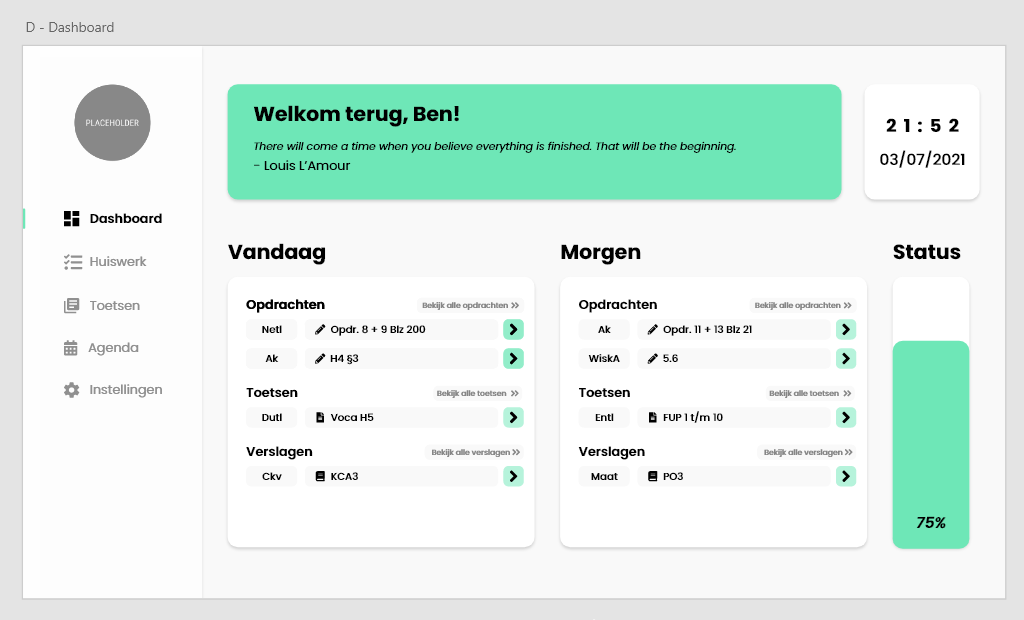 D - Dashboard
PLACEHOLDER
Dashboard
Huiswerk
Toetsen
Agenda
Instellingen
Welkom terug, Ben!
There will come a time when you believe everything is finished. That will be the beginning.
- Louis L'Amour
21:52
03/07/2021
Vandaag
Opdrachten
Bekijk alle opdrachten >>
Netl
Opdr. 8 + 9 Blz 200
Ak
H4 §3
Toetsen
Bekijk alle toetsen >>
Dutl
Voca H5
Verslagen
Bekijk alle verslagen >>
Ckv
KCA3
Morgen
Opdrachten
Bekijk alle opdrachten >>
Ak
Opdr. 11 + 13 Blz 21
WiskA
5.6
Toetsen
Bekijk alle toetsen >>
Entl
FUP 1 t/m 10
Verslagen
Bekijk alle verslagen >>
Maat
PO3
Status
75%